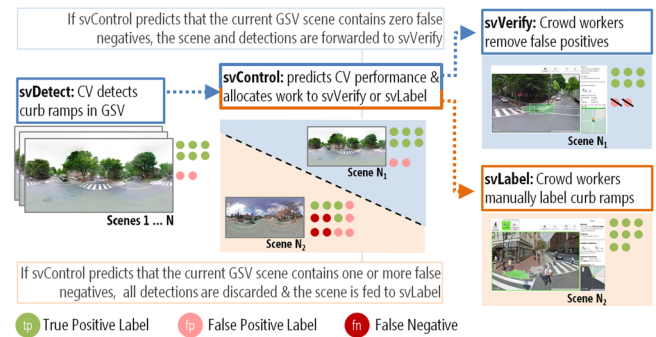 If svControl predicts that the current GSV scene contains zero false
negatives, the scene and detections are forwarded to svVerify
svVerify: Crowd workers
remove false positives
svDetect: CV detects
curb ramps in GSV
svControl: predicts CV performance &
allocates work to svVerify or svLabel
Scene N1
Scene N1
svLabel: Crowd workers
manually label curb ramps
Scenes 1 ... N
Scene N2
Scene N2
If svControl predicts that the current GSV scene contains one or more false
negatives, all detections are discarded & the scene is fed to svLabel
tp True Positive Label
fp False Positive Label
fn False Negative